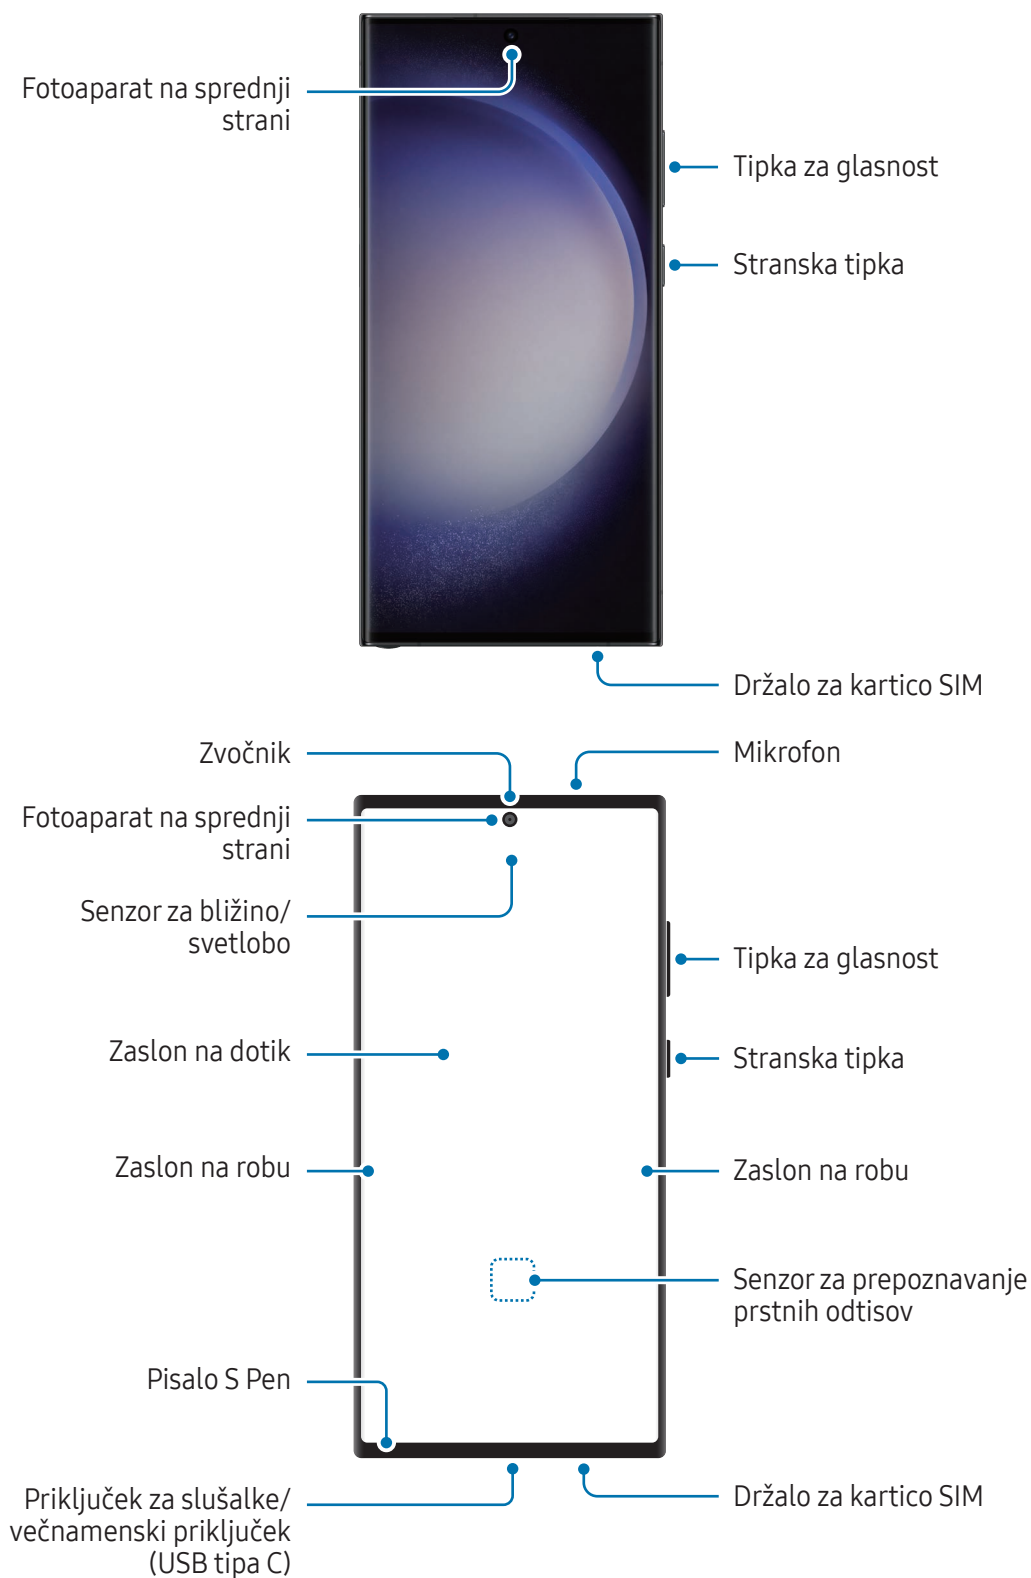 Fotoaparat na sprednji
strani
Tipka za glasnost
Stranska tipka
Držalo za kartico SIM
Zvočnik
Mikrofon
Fotoaparat na sprednji
strani
Senzor za bližino/
svetlobo
Tipka za glasnost
Zaslon na dotik
Stranska tipka
Zaslon na robu
Zaslon na robu
Senzor za prepoznavanje
prstnih odtisov
Pisalo S Pen
Priključek za slušalke/
večnamenski priključek
(USB tipa C)
Držalo za kartico SIM